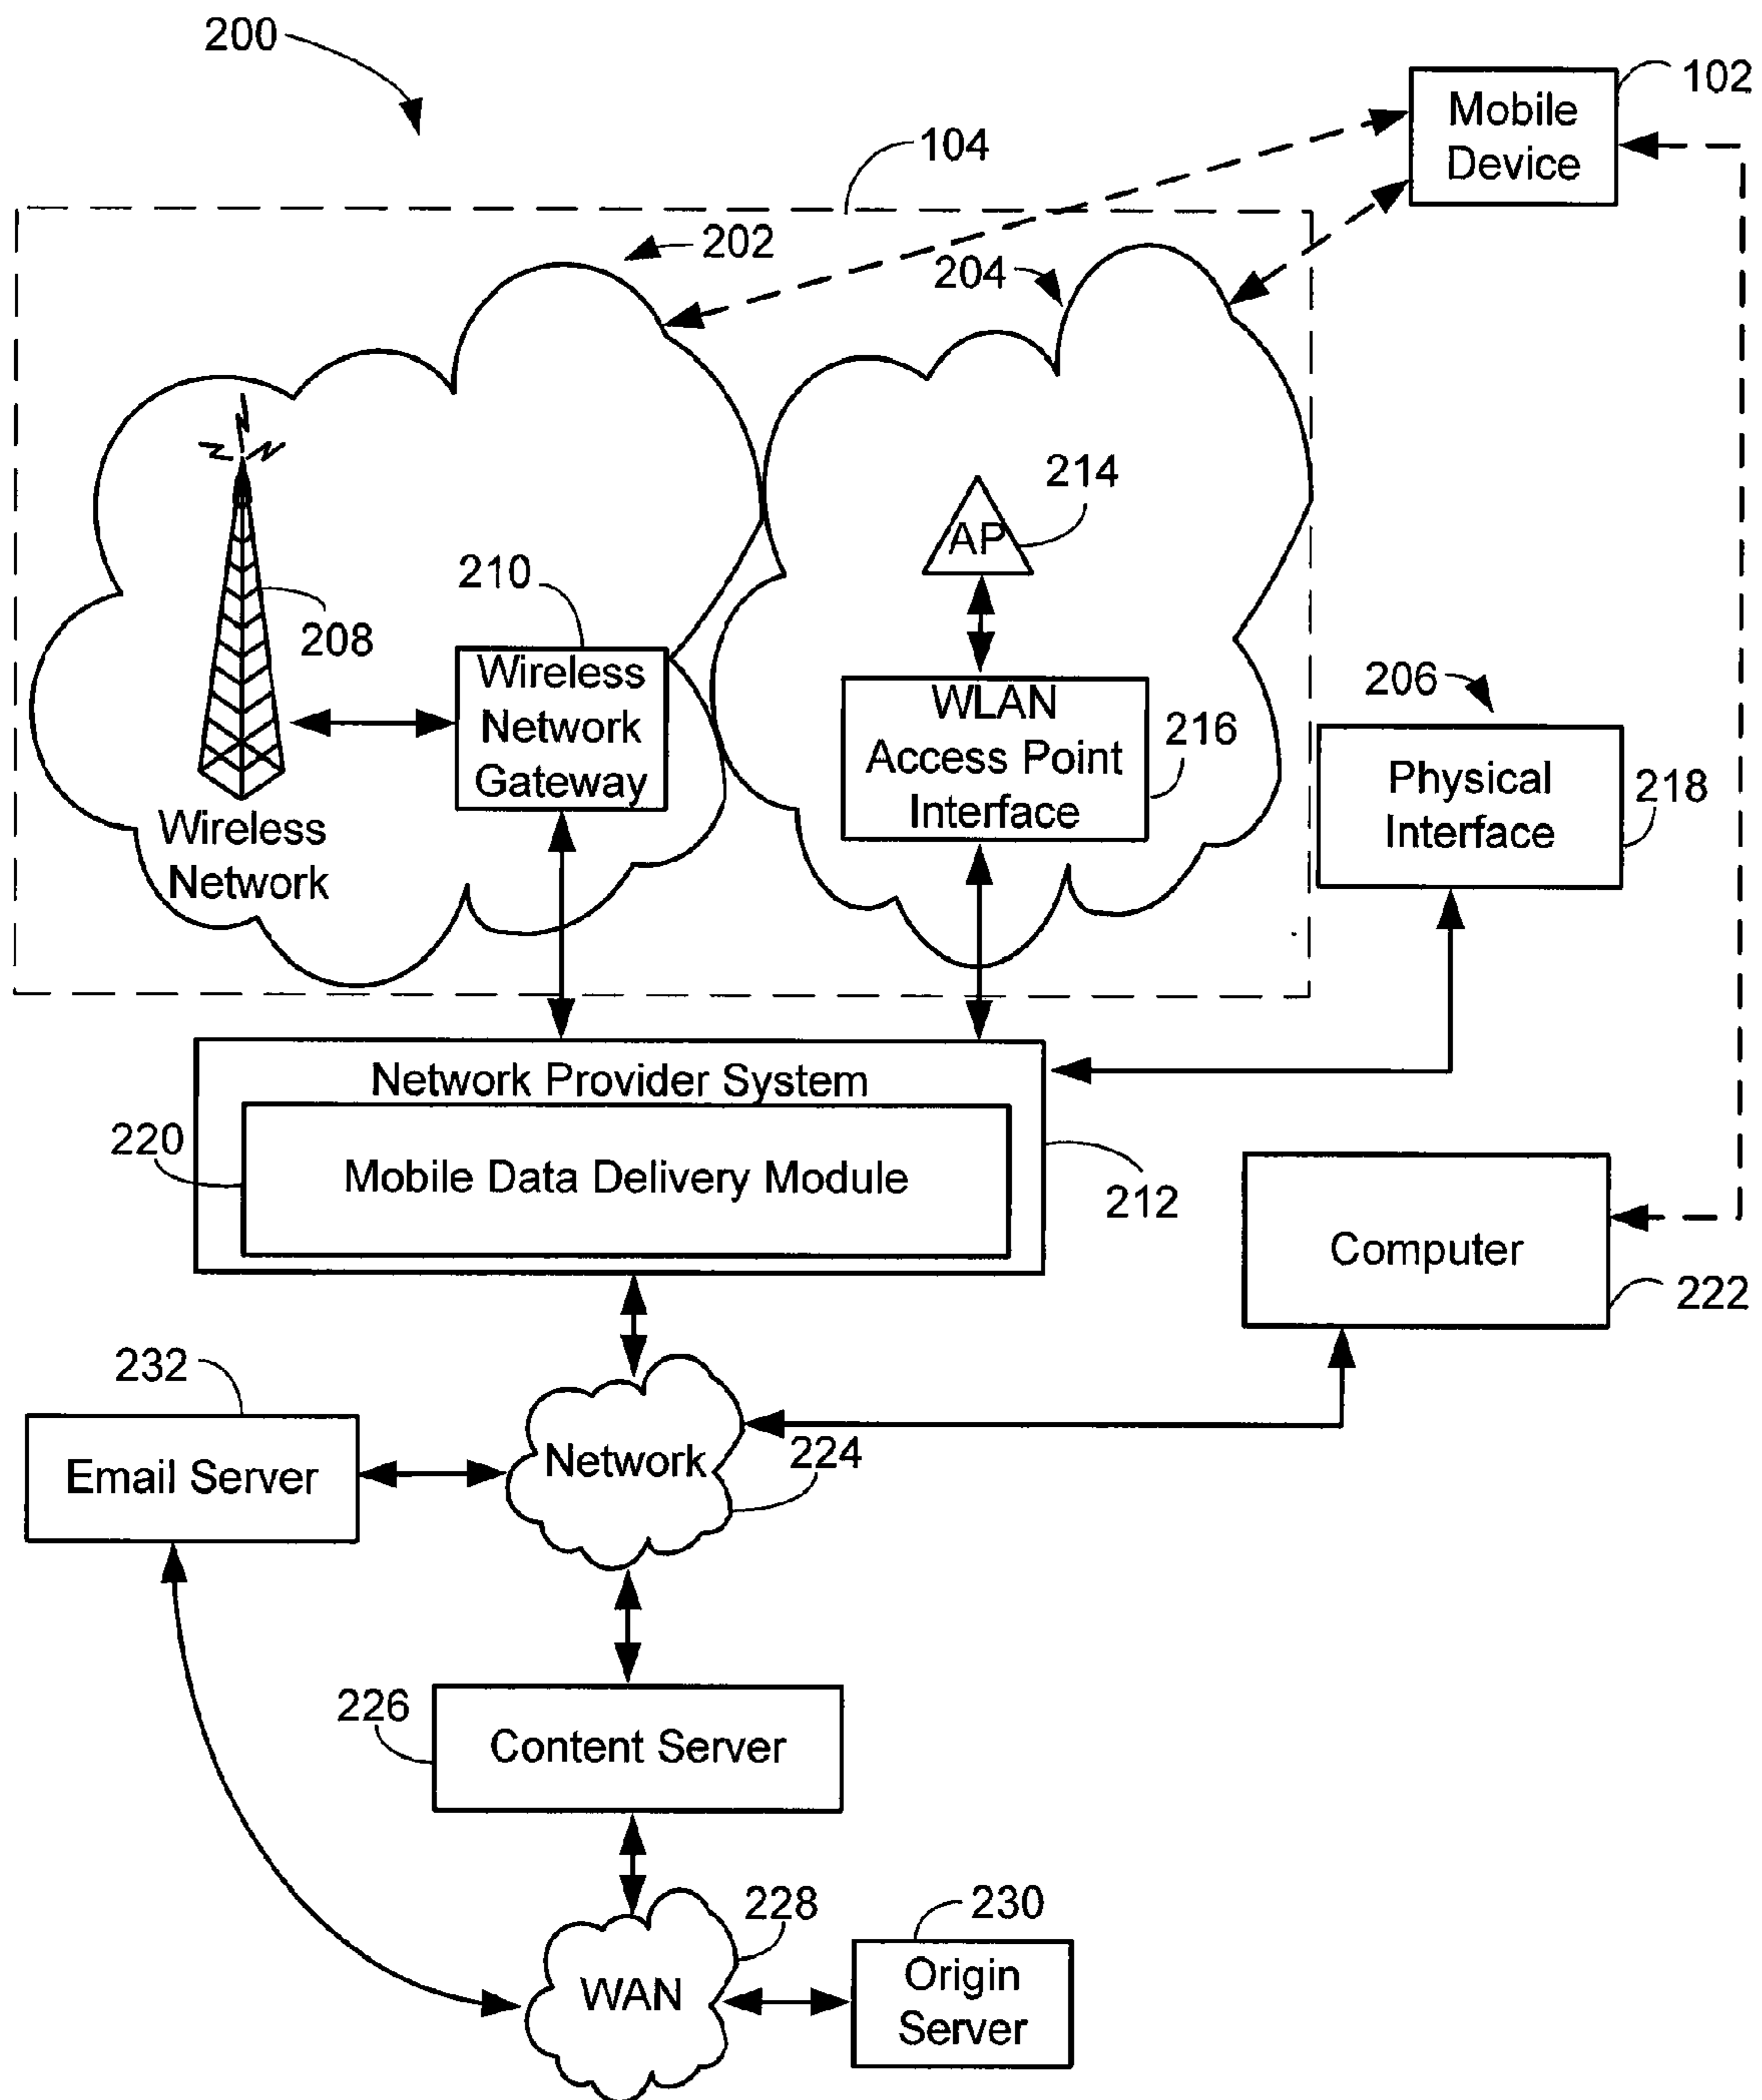 200
102
Mobile
Device
104
202
204
214
AP
210
208
Wireless
Network
Gateway
WLAN
Access Point
Interface
216
206
Physical
Interface
218
Wireless
Network
Network Provider System
220
Mobile Data Delivery Module
212
Computer
222
232
Email Server
Network
224
226
Content Server
228
230
WAN
Origin
Server